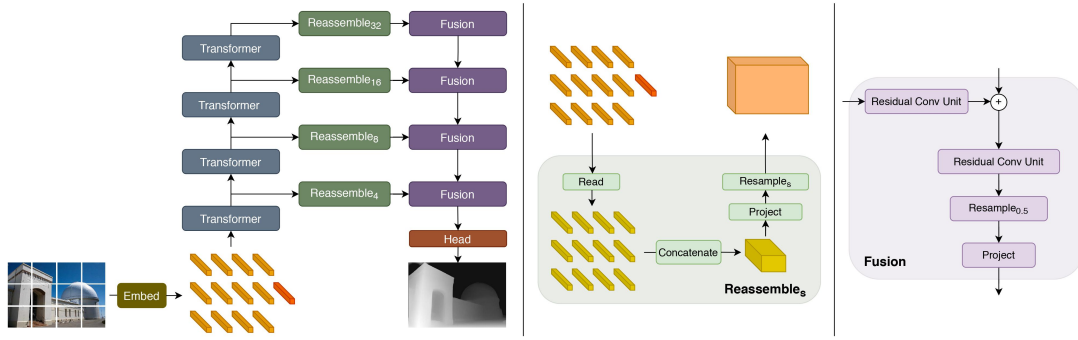 Reassemble32
Fusion
Transformer
Reassemble16
Fusion
Transformer
Reassemble8
Fusion
Transformer
Reassemble4
Fusion
Transformer
Head
Embed
Read
Concatenate
Project
Resamples
Reassembles
Residual Conv Unit
+
Residual Conv Unit
Resample0.5
Project
Fusion